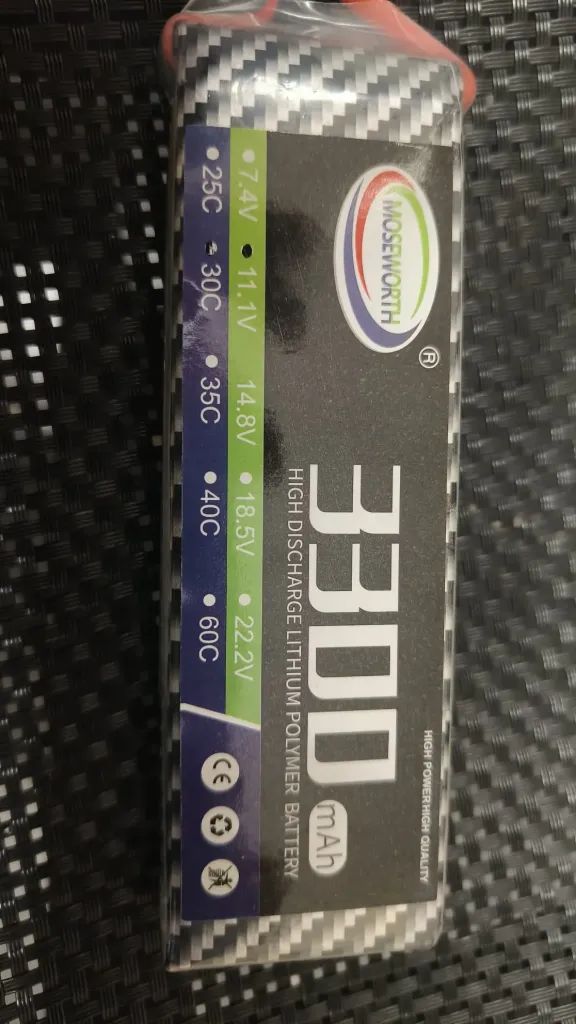 MOSEWORTH
®
HIGH POWER HIGH QUALITY
3300 mAh
HIGH DISCHARGE LITHIUM POLYMER BATTERY
7.4V 11.1V 14.8V 18.5V 22.2V
25C 30C 35C 40C 60C
CE